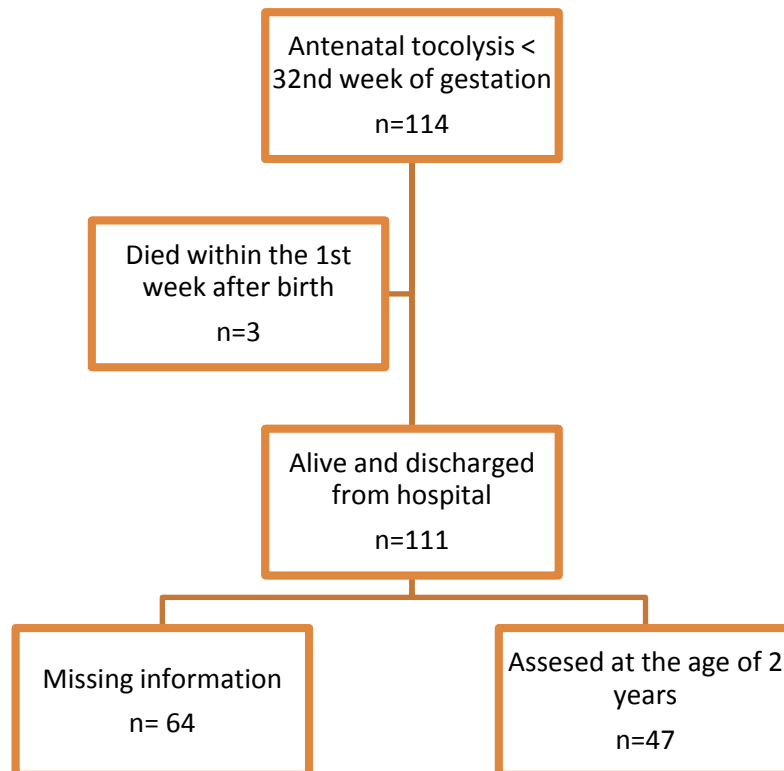 Antenatal tocolysis <
32nd week of gestation
n=114
Died within the 1st
week after birth
n=3
Alive and discharged
from hospital
n=111
Missing information
n= 64
Assesed at the age of 2
years
n=47